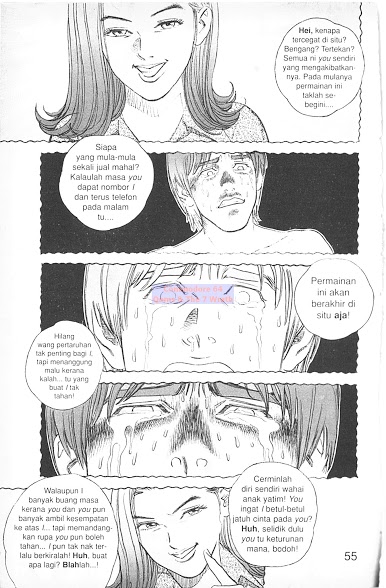 Hei, kenapa
tercegat di situ?
Bengang? Tertekan?
Semua ni you sendiri
yang mengakibatkan-
nya. Pada mulanya
permainan ini
taklah se-
begini....
Siapa
yang mula-mula
sekali jual mahal?
Kalaulah masa you
dapat nombor I
dan terus telefon
pada malam
tu....
Permainan
ini akan
berakhir di
situ aja!
Hilang
wang pertaruhan
tak penting bagi I,
tapi menanggung
malu kerana
kalah... tu yang
buat I tak
tahan!
Walaupun I
banyak buang masa
kerana you dan you pun
banyak ambil kesempatan
ke atas I... tapi memandang-
kan rupa you pun boleh
tahan... I pun tak nak ter-
lalu berkiralah! Huh, buat
apa lagi? Blahlah...!
Cerminlah
diri sendiri wahai
anak yatim! You
ingat I betul-betul
jatuh cinta pada you?
Huh, selidik dulu
you tu keturunan
mana, bodoh!
55